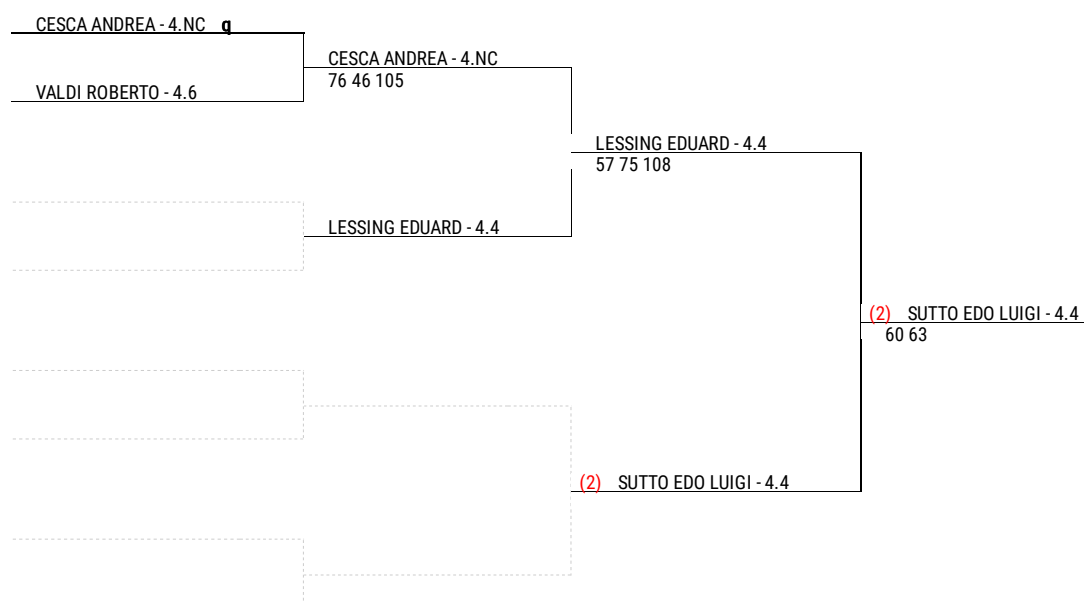 CESCA ANDREA - 4.NC q
VALDI ROBERTO - 4.6
CESCA ANDREA - 4.NC
76 46 105
LESSING EDUARD - 4.4
LESSING EDUARD - 4.4
57 75 108
(2) SUTTO EDO LUIGI - 4.4
(2) SUTTO EDO LUIGI - 4.4
60 63